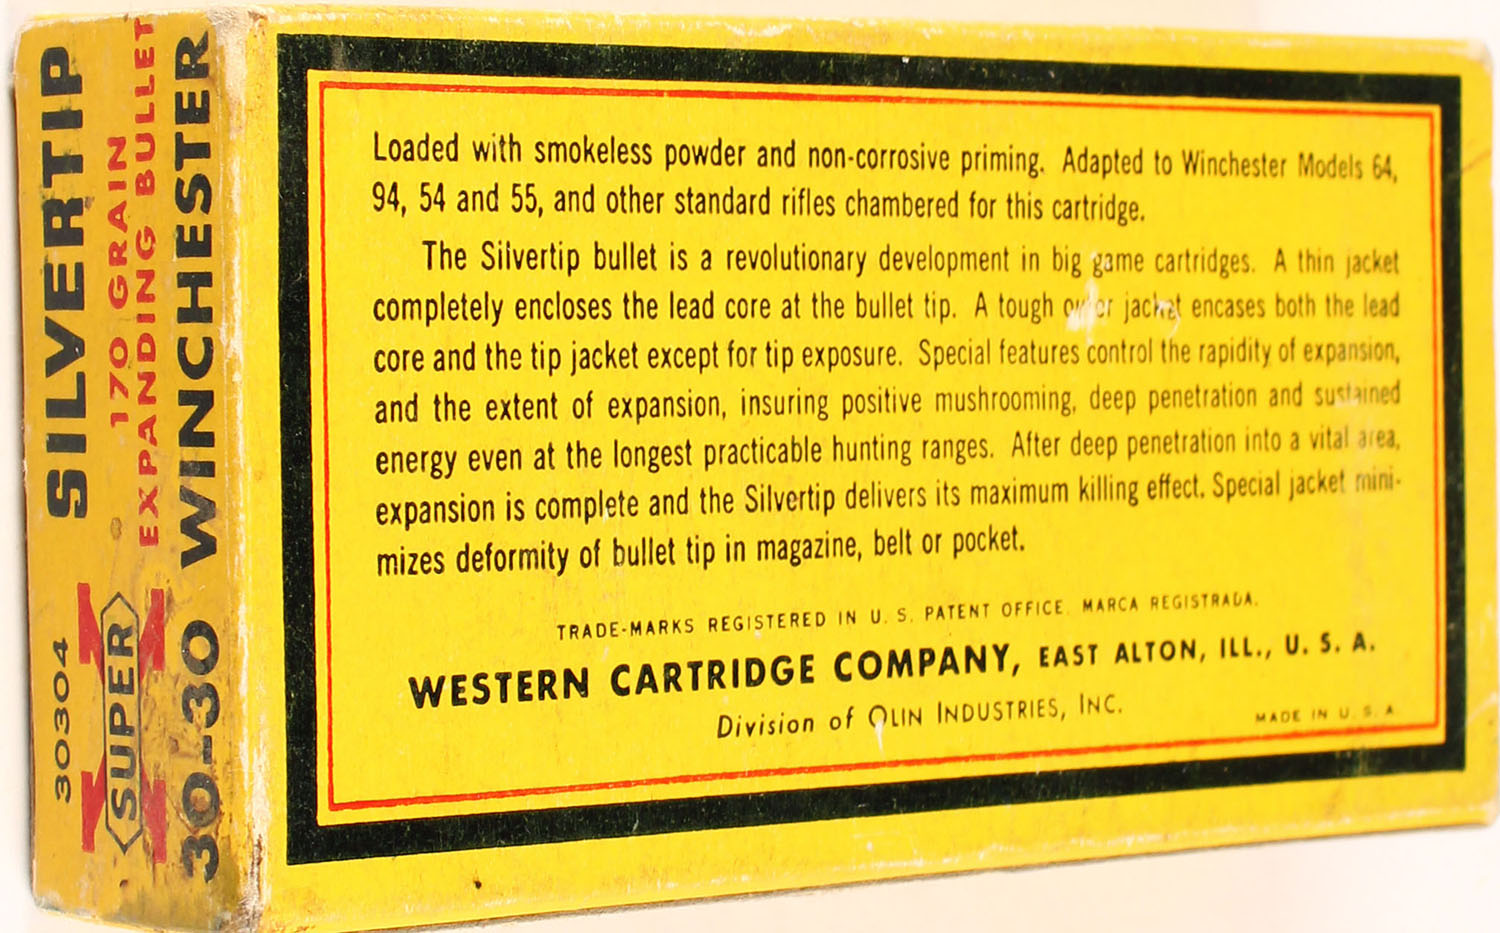 SILVERTIP
170 GRAIN
EXPANDING BULLET
30-30 WINCHESTER
30304
SUPER
X
Loaded with smokeless powder and non-corrosive priming. Adapted to Winchester Models 64,
94, 54 and 55, and other standard rifles chambered for this cartridge.
The Silvertip bullet is a revolutionary development in big game cartridges. A thin jacket
completely encloses the lead core at the bullet tip. A tough outer jacket encases both the lead
core and the tip jacket except for tip exposure. Special features control the rapidity of expansion,
and the extent of expansion, insuring positive mushrooming, deep penetration and sustained
energy even at the longest practicable hunting ranges. After deep penetration into a vital area,
expansion is complete and the Silvertip delivers its maximum killing effect. Special jacket mini-
mizes deformity of bullet tip in magazine, belt or pocket.
TRADE-MARKS REGISTERED IN U. S. PATENT OFFICE. MARCA REGISTRADA.
WESTERN CARTRIDGE COMPANY, EAST ALTON, ILL., U. S. A.
Division of OLIN INDUSTRIES, INC.
MADE IN U. S. A.